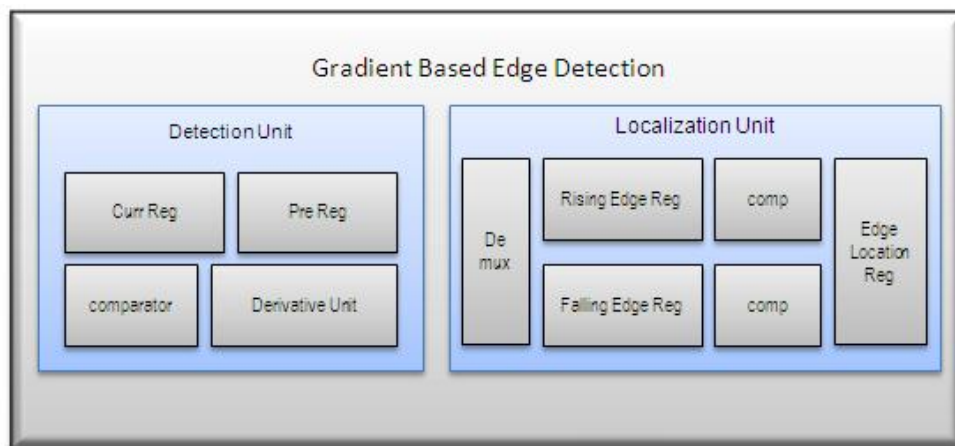 Gradient Based Edge Detection
Detection Unit
Curr Reg
Pre Reg
comparator
Derivative Unit
Localization Unit
De
mux
Rising Edge Reg
comp
Falling Edge Reg
comp
Edge
Location
Reg